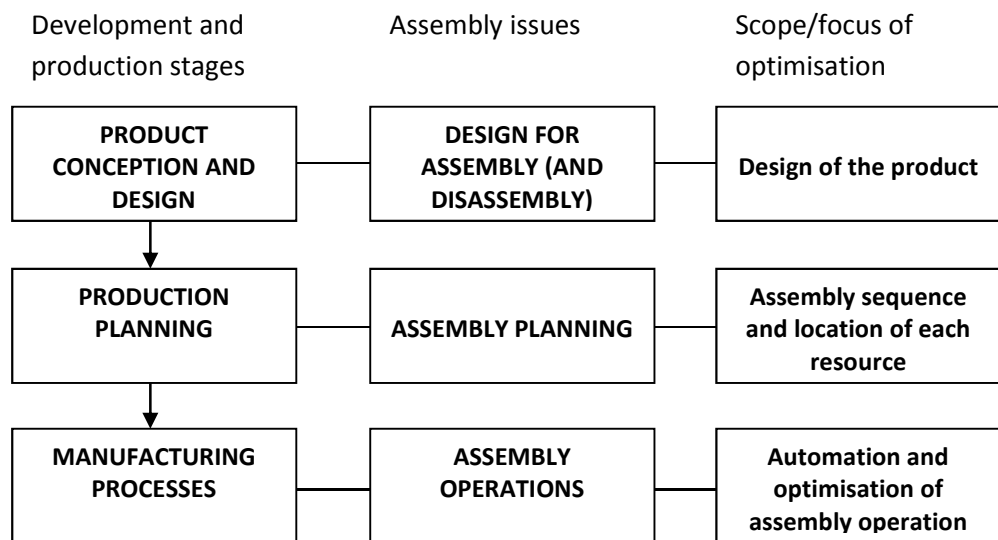 Development and
production stages
Assembly issues
Scope/focus of
optimisation
PRODUCT
CONCEPTION AND
DESIGN
DESIGN FOR
ASSEMBLY (AND
DISASSEMBLY)
Design of the product
PRODUCTION
PLANNING
ASSEMBLY PLANNING
Assembly sequence
and location of each
resource
MANUFACTURING
PROCESSES
ASSEMBLY
OPERATIONS
Automation and
optimisation of
assembly operation